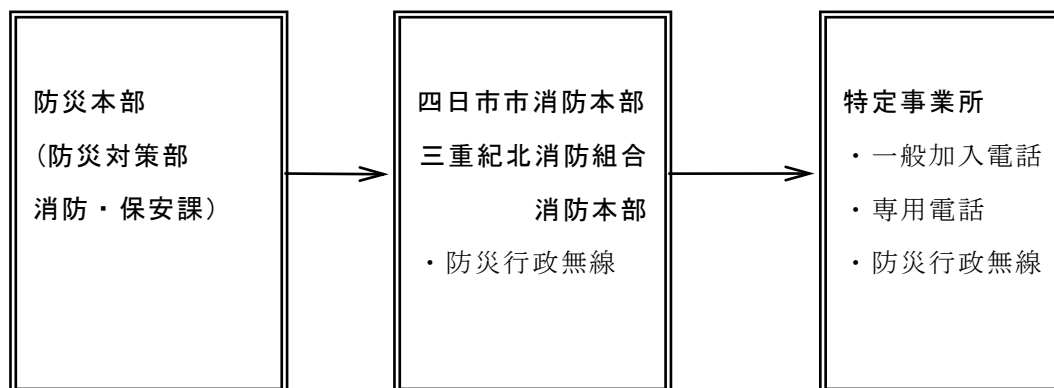 防災本部
（防災対策部
消防・保安課）
四日市市消防本部
三重紀北消防組合
消防本部
・防災行政無線
特定事業所
・一般加入電話
・専用電話
・防災行政無線